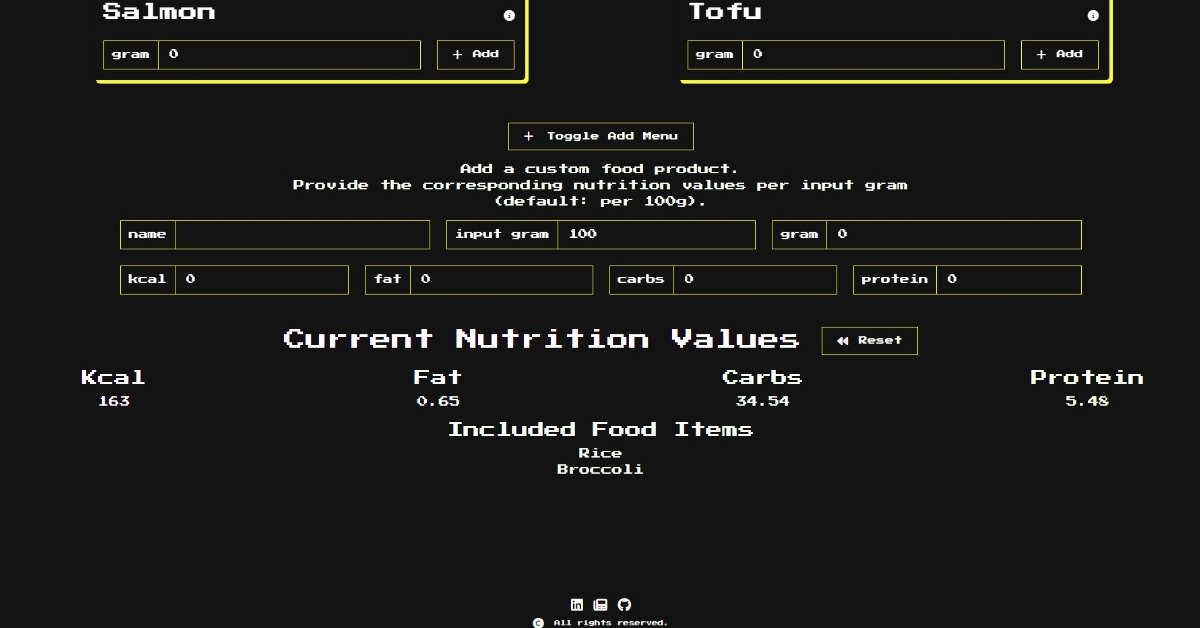 Salmon Tofu
gram 0 + Add gram 0 + Add
+ Toggle Add Menu
Add a custom food product.
Provide the corresponding nutrition values per input gram
(default: per 100g).
name input gram 100 gram 0
kcal 0 fat 0 carbs 0 protein 0
Current Nutrition Values Reset
Kcal Fat Carbs Protein
163 0.65 34.54 5.48
Included Food Items
Rice
Broccoli
© All rights reserved.